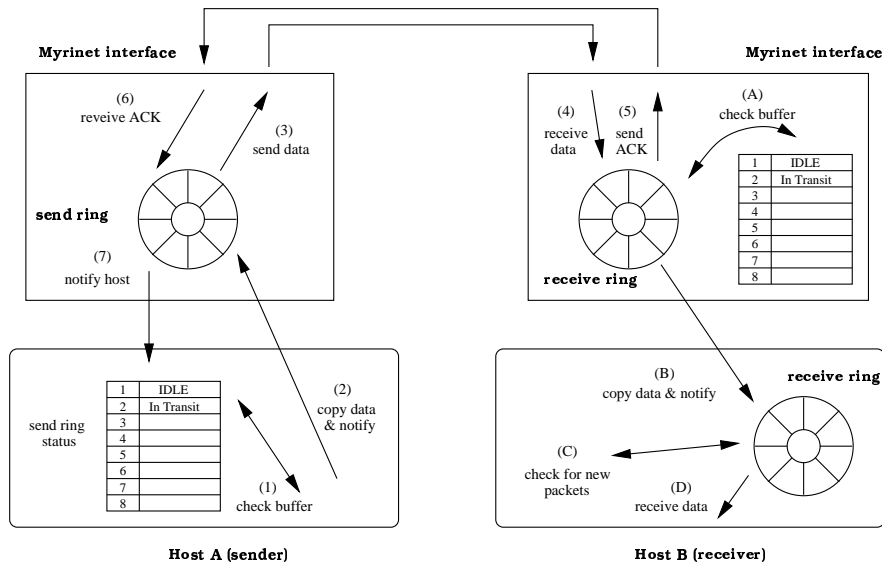 Myrinet interface
(6)
reveive ACK
(3)
send data
send ring
(7)
notify host
Myrinet interface
(A)
check buffer
(4)
receive
data
(5)
send
ACK
1 IDLE
2 In Transit
3
4
5
6
7
8
receive ring
send ring
status
1 IDLE
2 In Transit
3
4
5
6
7
8
(2)
copy data
& notify
(1)
check buffer
Host A (sender)
(B)
copy data & notify
receive ring
(C)
check for new
packets
(D)
receive data
Host B (receiver)